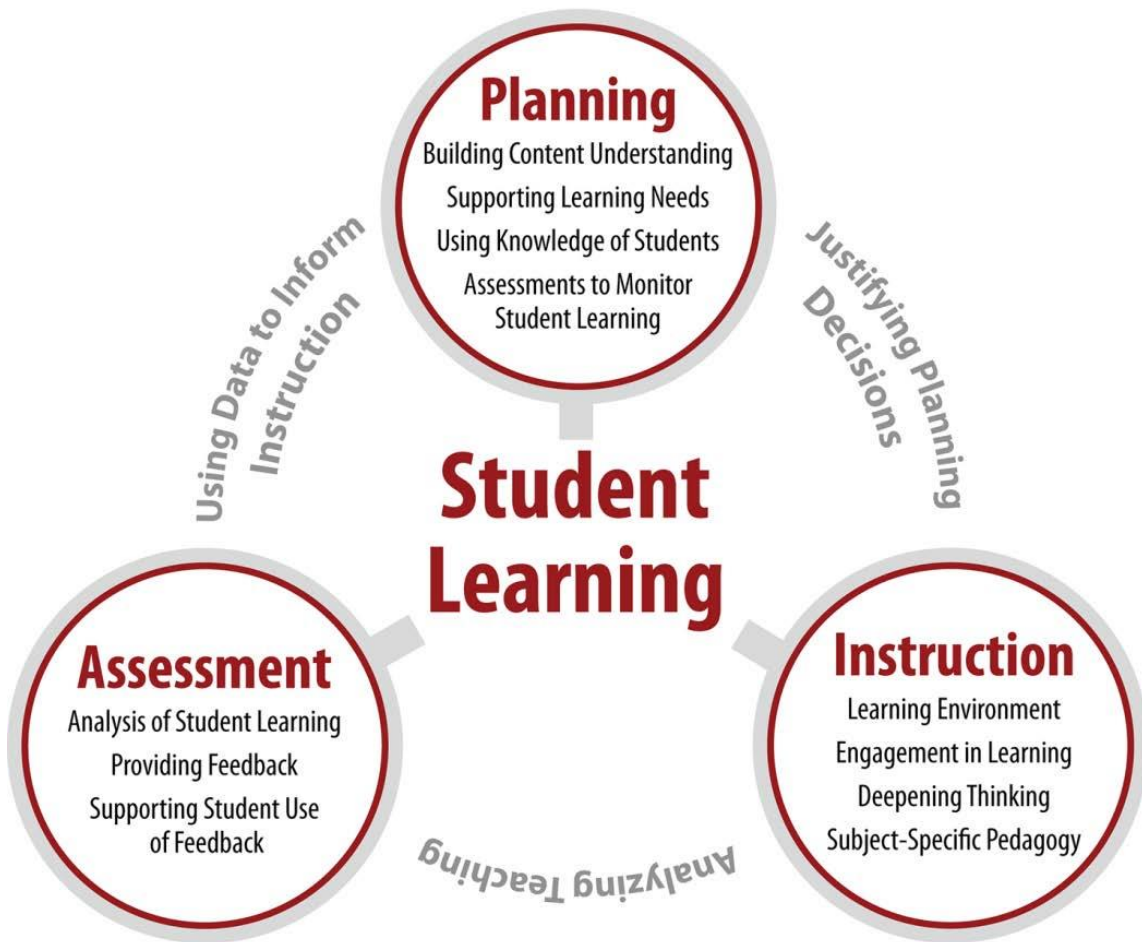 Planning
Building Content Understanding
Supporting Learning Needs
Using Knowledge of Students
Assessments to Monitor
Student Learning
Using Data to Inform
Instruction
Justifying Planning
Decisions
Student
Learning
Assessment
Analysis of Student Learning
Providing Feedback
Supporting Student Use
of Feedback
Instruction
Learning Environment
Engagement in Learning
Deepening Thinking
Subject-Specific Pedagogy
Analyzing Teaching